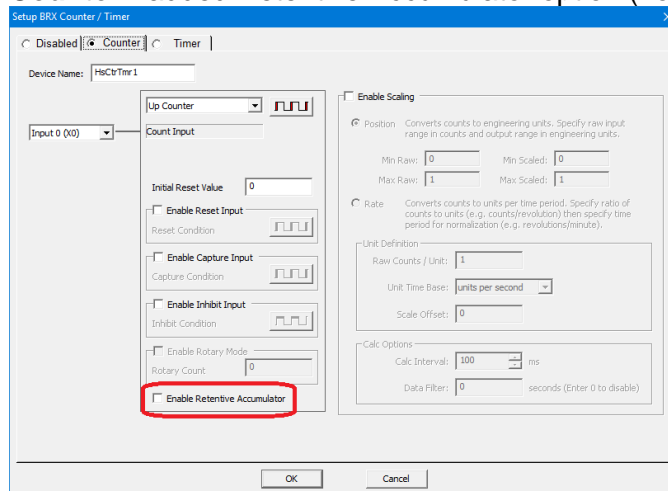 Setup BRX Counter / Timer
Disabled
Counter
Timer
Device Name: HsCtrTmr1
Input 0 (X0)
Up Counter
Count Input
Initial Reset Value 0
Enable Reset Input
Reset Condition
Enable Capture Input
Capture Condition
Enable Inhibit Input
Inhibit Condition
Enable Rotary Mode
Rotary Count 0
Enable Retentive Accumulator
Enable Scaling
Position Converts counts to engineering units. Specify raw input
range in counts and output range in engineering units.
Min Raw: 0 Min Scaled: 0
Max Raw: 1 Max Scaled: 1
Rate Converts counts to units per time period. Specify ratio of
counts to units (e.g. counts/revolution) then specify time
period for normalization (e.g. revolutions/minute).
Unit Definition
Raw Counts / Unit: 1
Unit Time Base: units per second
Scale Offset: 0
Calc Options
Calc Interval: 100 ms
Data Filter: 0 seconds (Enter 0 to disable)
OK Cancel